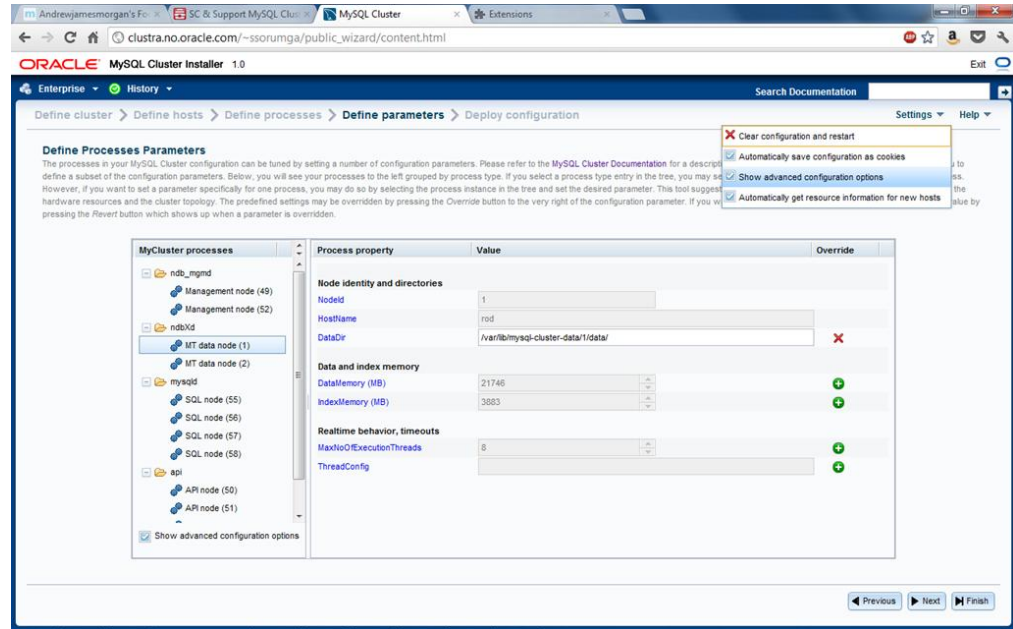 Andrewjamesmorgan's Fo
SC & Support MySQL Clus
MySQL Cluster
Extensions
clustra.no.oracle.com/~ssorumga/public_wizard/content.html
ORACLE MySQL Cluster Installer 1.0
Exit
Enterprise
History
Search Documentation
Define cluster > Define hosts > Define processes > Define parameters > Deploy configuration
Settings
Help
Clear configuration and restart
Automatically save configuration as cookies
Show advanced configuration options
Automatically get resource information for new hosts
Define Processes Parameters
The processes in your MySQL Cluster configuration can be tuned by setting a number of configuration parameters. Please refer to the MySQL Cluster Documentation for a descript
define a subset of the configuration parameters. Below, you will see your processes to the left grouped by process type. If you select a process type entry in the tree, you may se
However, if you want to set a parameter specifically for one process, you may do so by selecting the process instance in the tree and set the desired parameter. This tool suggest the
hardware resources and the cluster topology. The predefined settings may be overridden by pressing the Override button to the very right of the configuration parameter. If you w alue by
pressing the Revert button which shows up when a parameter is overridden.
MyCluster processes
ndb_mgmd
Management node (49)
Management node (52)
ndbXd
MT data node (1)
MT data node (2)
mysqld
SQL node (55)
SQL node (56)
SQL node (57)
SQL node (58)
api
API node (50)
API node (51)
Show advanced configuration options
Process property Value Override
Node identity and directories
NodeId 1
HostName rod
DataDir /var/lib/mysql-cluster-data/1/data/
Data and index memory
DataMemory (MB) 21746
IndexMemory (MB) 3883
Realtime behavior, timeouts
MaxNoOfExecutionThreads 8
ThreadConfig
Previous
Next
Finish